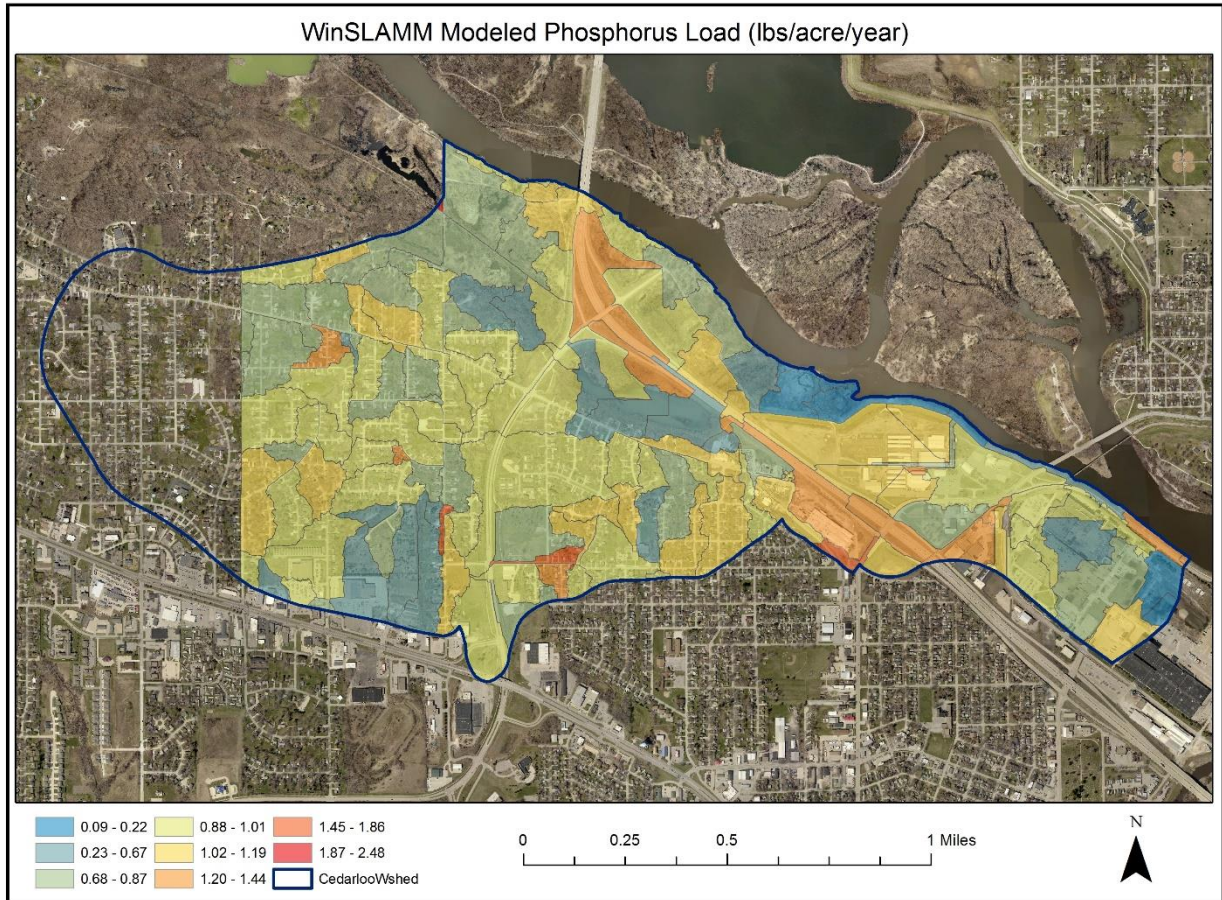 WinSLAMM Modeled Phosphorus Load (lbs/acre/year)
0.09 - 0.22
0.23 - 0.67
0.68 - 0.87
0.88 - 1.01
1.02 - 1.19
1.20 - 1.44
1.45 - 1.86
1.87 - 2.48
CedarlooWshed
0 0.25 0.5 1 Miles
N